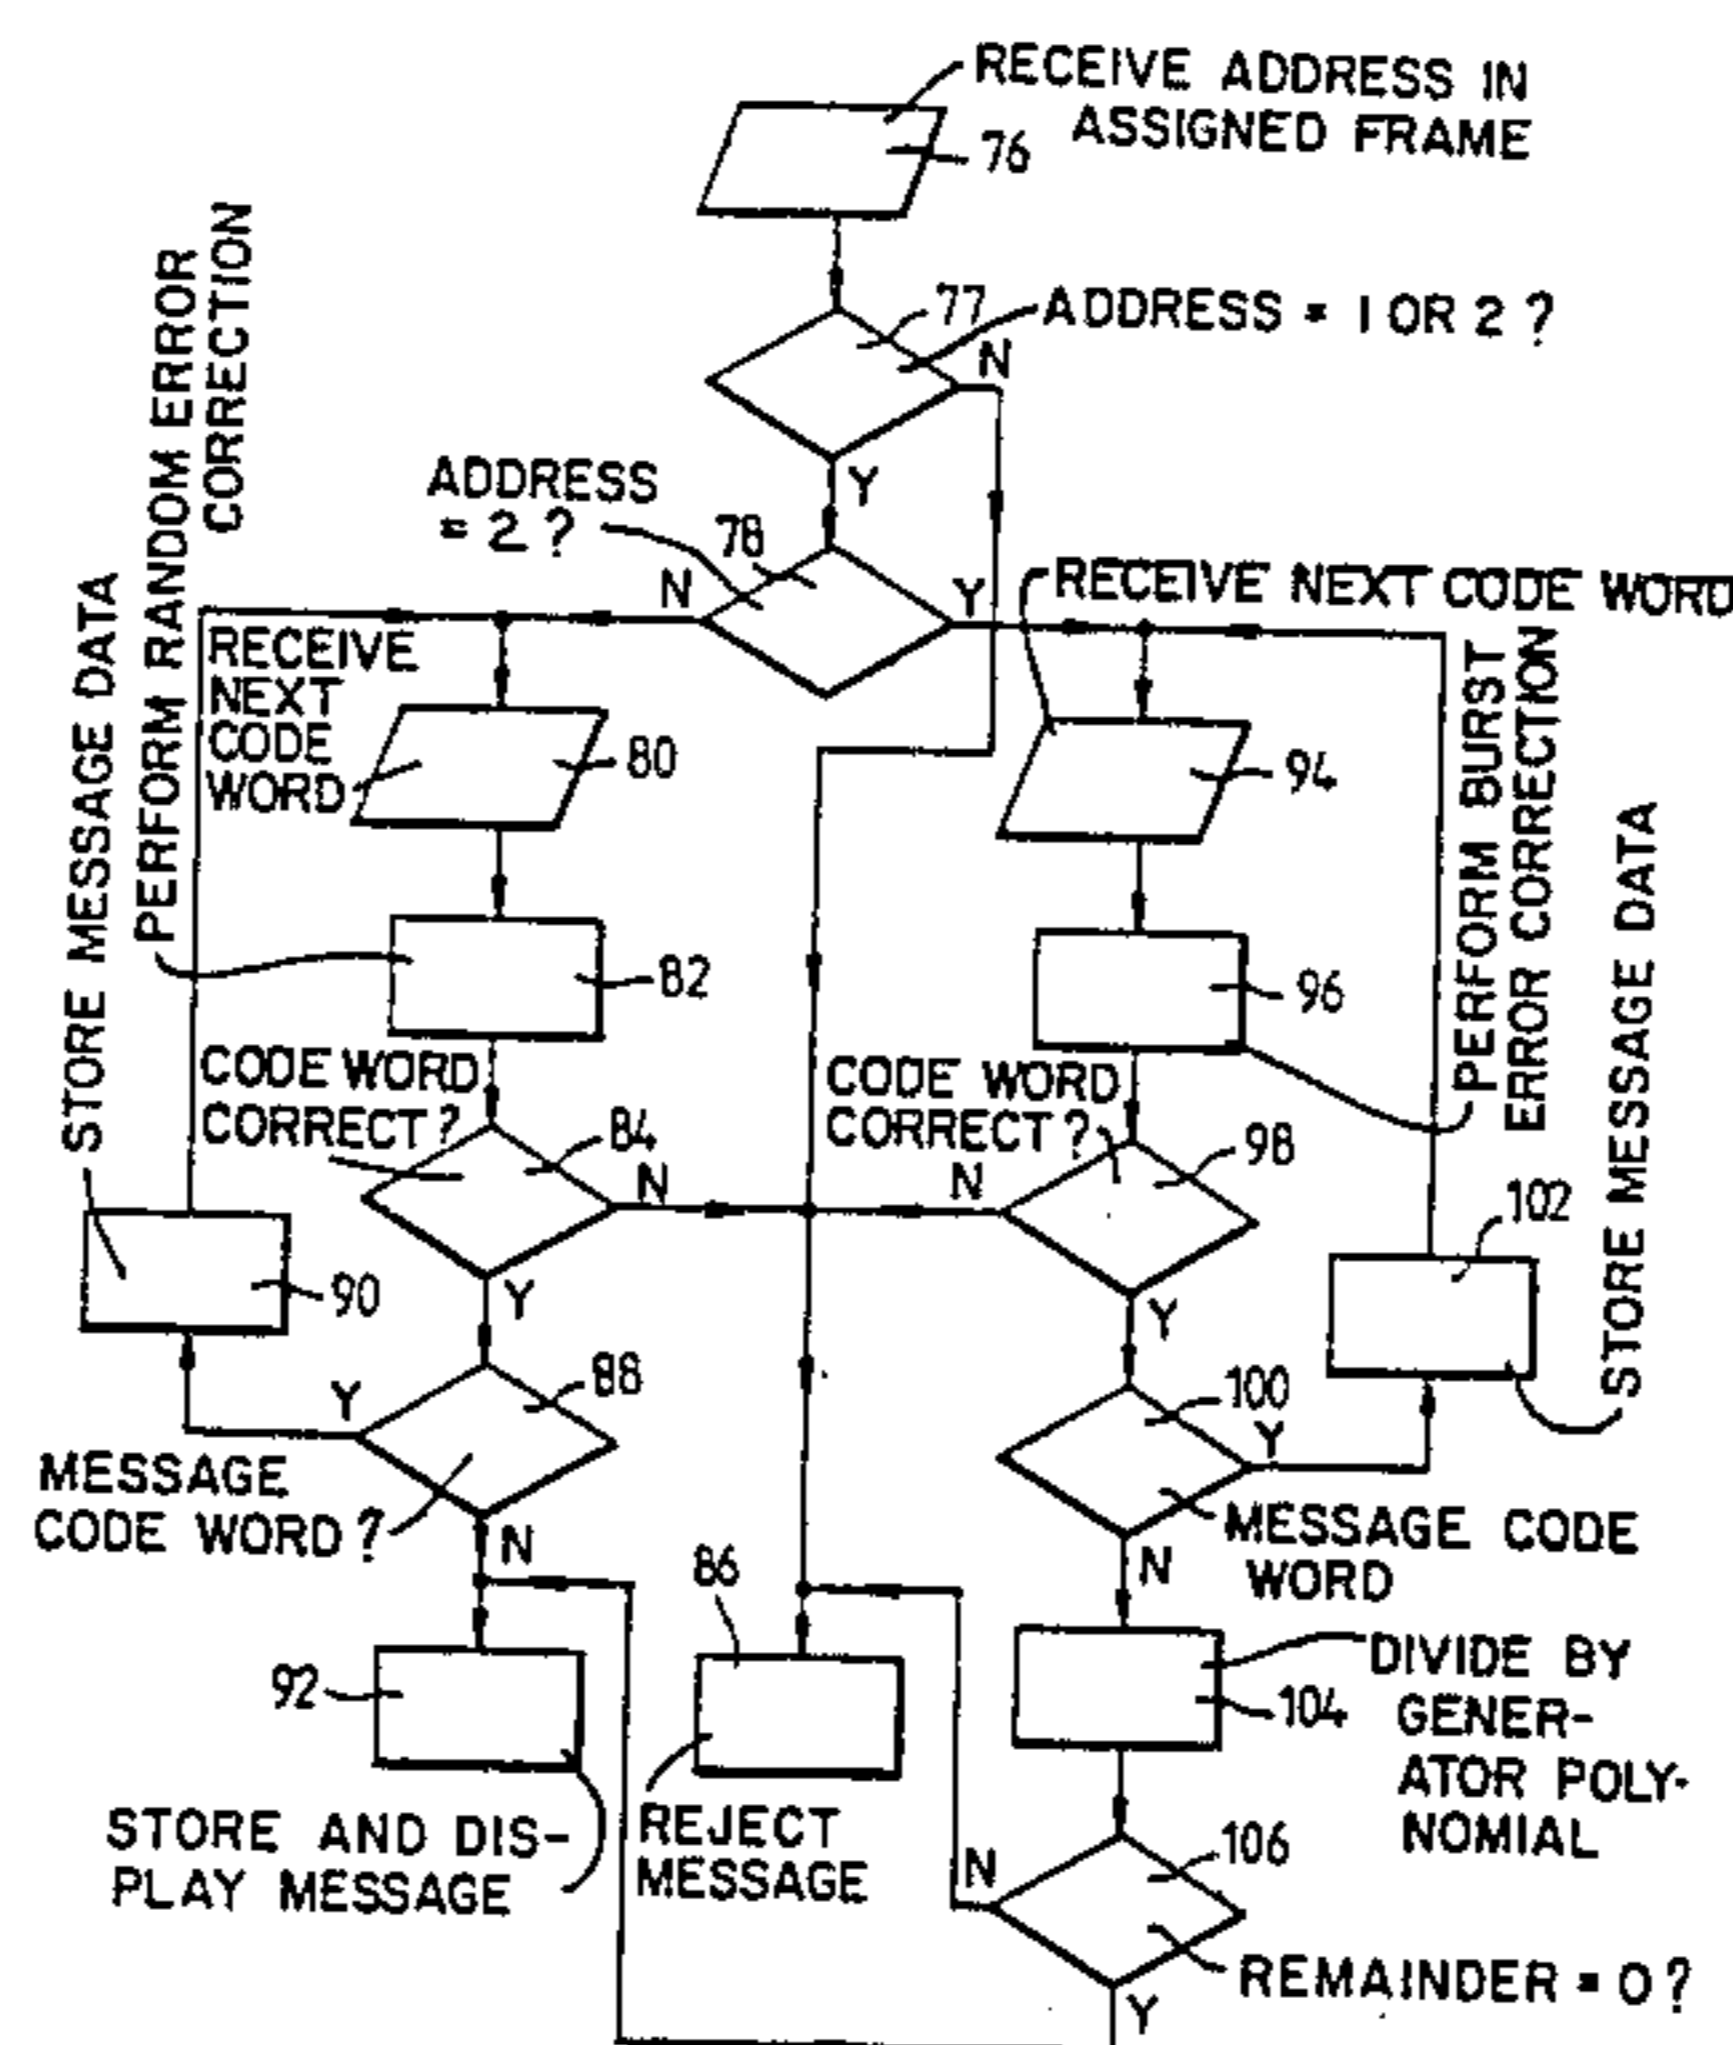 RECEIVE ADDRESS IN
ASSIGNED FRAME
76
77
ADDRESS = 1 OR 2 ?
N
Y
ADDRESS
= 2 ?
78
N
Y
RECEIVE NEXT CODE WORD
RECEIVE
NEXT
CODE
WORD
80
94
STORE MESSAGE DATA
PERFORM RANDOM ERROR
CORRECTION
82
96
PERFORM BURST
ERROR CORRECTION
STORE MESSAGE DATA
CODE WORD
CORRECT ?
84
N
Y
CODE WORD
CORRECT ?
98
N
Y
90
102
88
Y
MESSAGE
CODE WORD ?
N
100
Y
MESSAGE CODE
WORD
N
92
STORE AND DIS-
PLAY MESSAGE
86
REJECT
MESSAGE
DIVIDE BY
104
GENER-
ATOR POLY-
NOMIAL
106
N
REMAINDER = 0 ?
Y